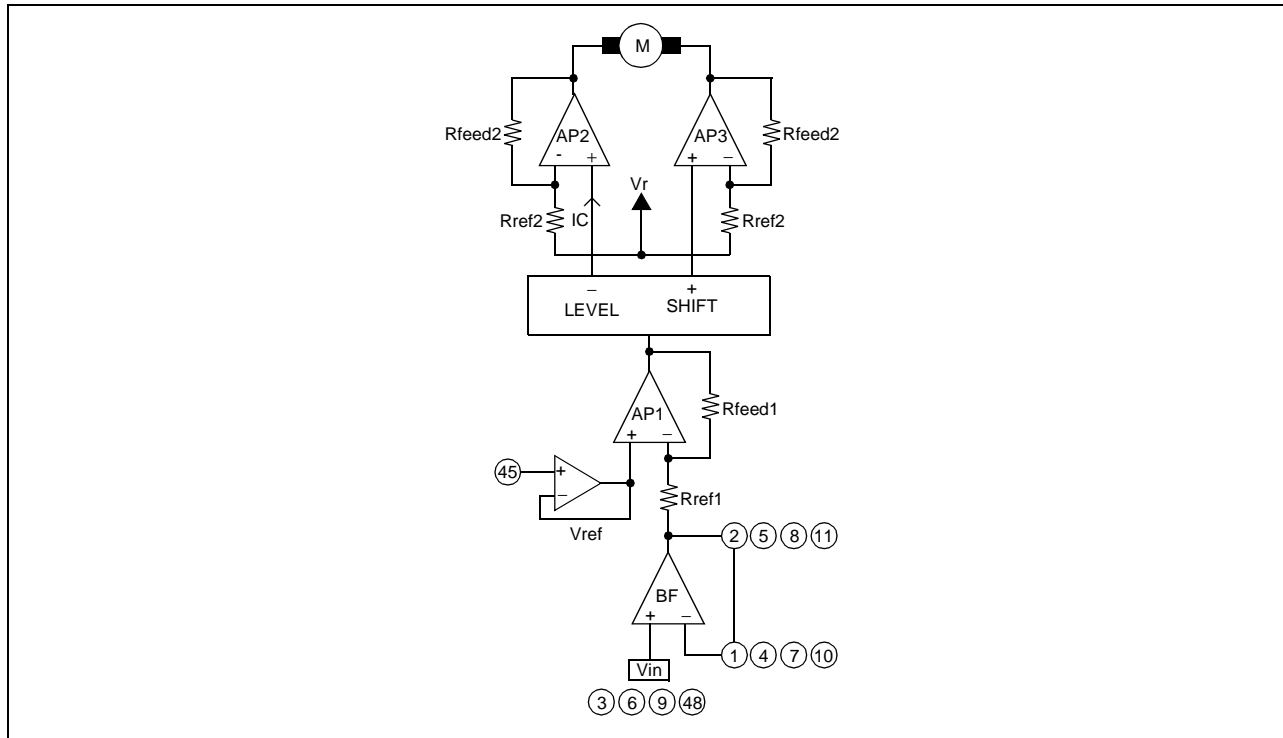 M
Rfeed2
AP2
- +
AP3
+ −
Rfeed2
Rref2
IC
Vr
Rref2
− +
LEVEL SHIFT
AP1
+ −
Rfeed1
45
+
−
Vref
Rref1
2 5 8 11
BF
+ −
1 4 7 10
Vin
3 6 9 48